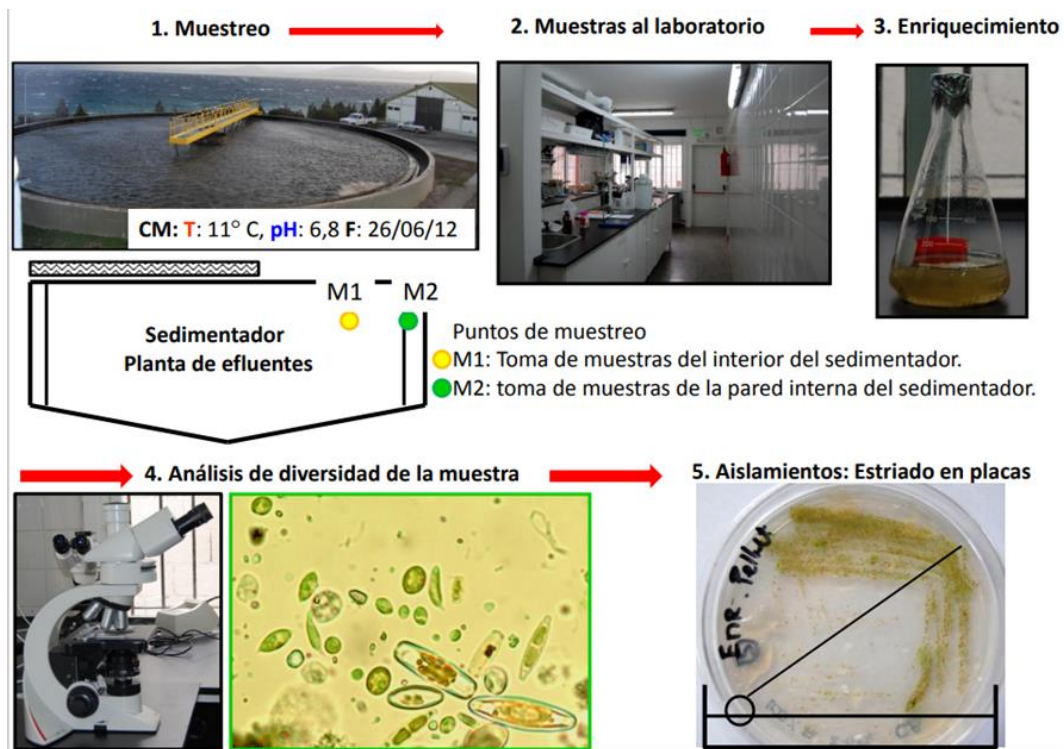 1. Muestreo
2. Muestras al laboratorio
3. Enriquecimiento
CM: T: 11° C, pH: 6,8 F: 26/06/12
M1
M2
Sedimentador
Planta de efluentes
Puntos de muestreo
M1: Toma de muestras del interior del sedimentador.
M2: toma de muestras de la pared interna del sedimentador.
4. Análisis de diversidad de la muestra
5. Aislamientos: Estriado en placas
Enr. Pellet